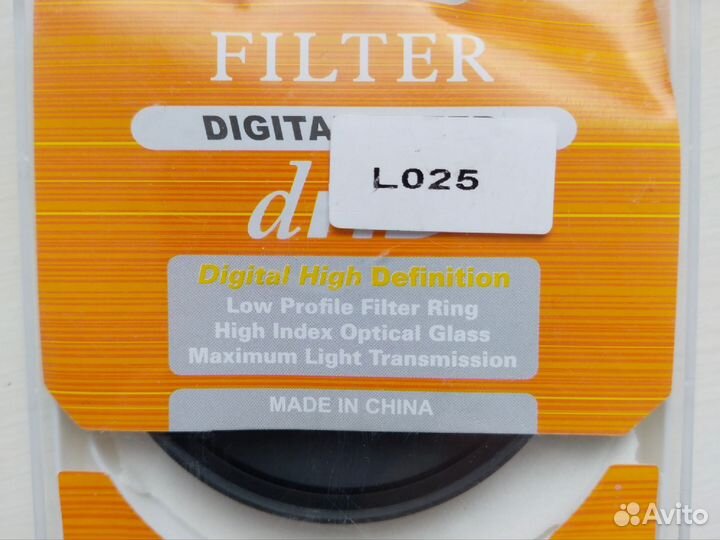 FILTER
DIGITAL
L025
Digital High Definition
Low Profile Filter Ring
High Index Optical Glass
Maximum Light Transmission
MADE IN CHINA
Avito